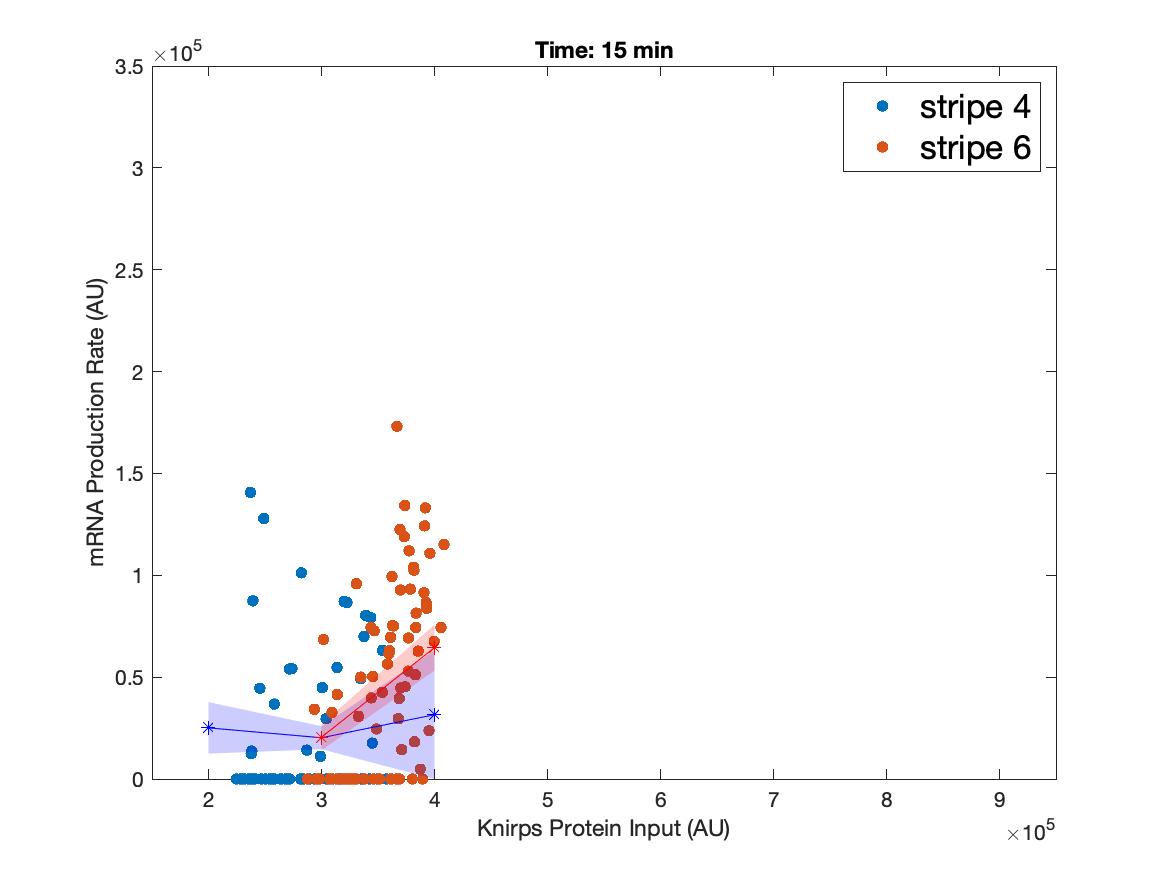 Time: 15 min
×10^5
3.5
3
2.5
2
1.5
1
0.5
0
mRNA Production Rate (AU)
stripe 4
stripe 6
2 3 4 5 6 7 8 9
Knirps Protein Input (AU)
×10^5